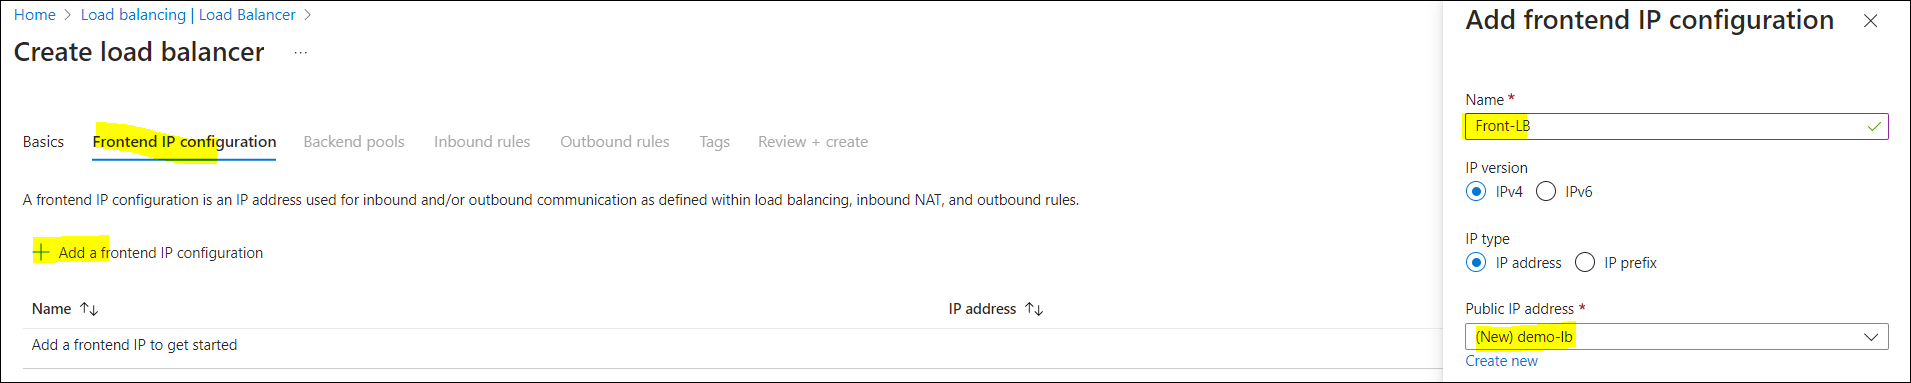 Home > Load balancing | Load Balancer >
Create load balancer ...
Basics Frontend IP configuration Backend pools Inbound rules Outbound rules Tags Review + create
A frontend IP configuration is an IP address used for inbound and/or outbound communication as defined within load balancing, inbound NAT, and outbound rules.
+ Add a frontend IP configuration
Name ↑↓ IP address ↑↓
Add a frontend IP to get started
Add frontend IP configuration
Name *
Front-LB
IP version
IPv4 IPv6
IP type
IP address IP prefix
Public IP address *
(New) demo-lb
Create new